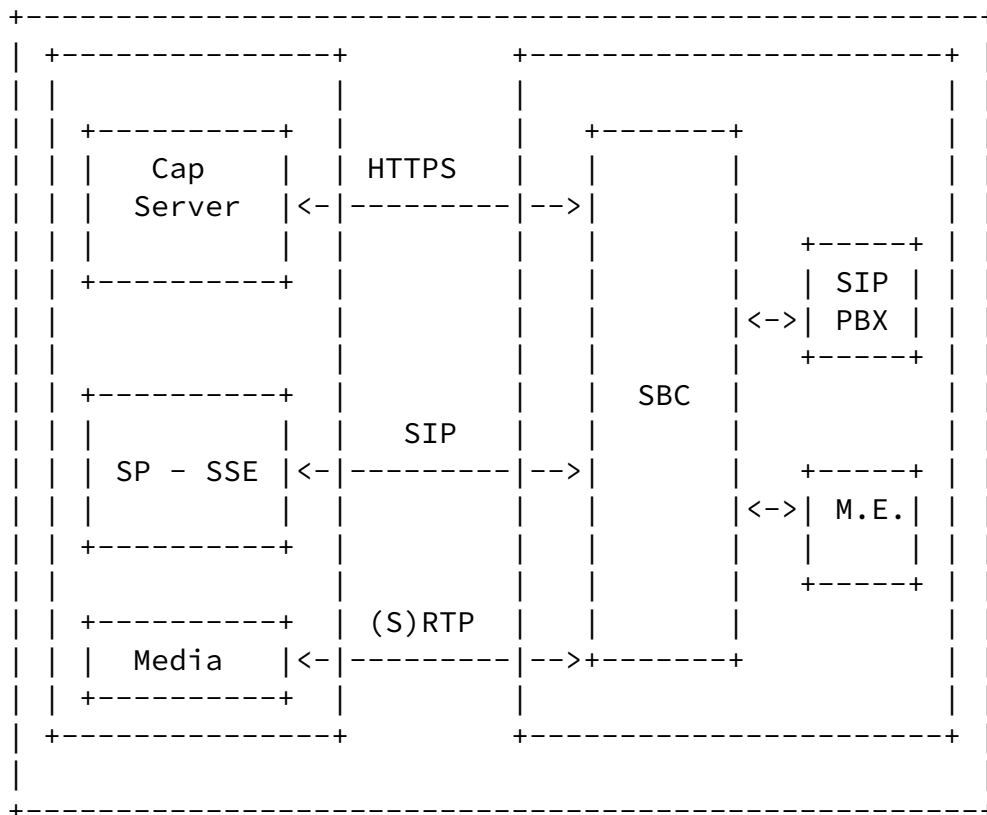 Cap
Server
HTTPS
SIP
PBX
SBC
SIP
SP - SSE
M.E.
(S)RTP
Media